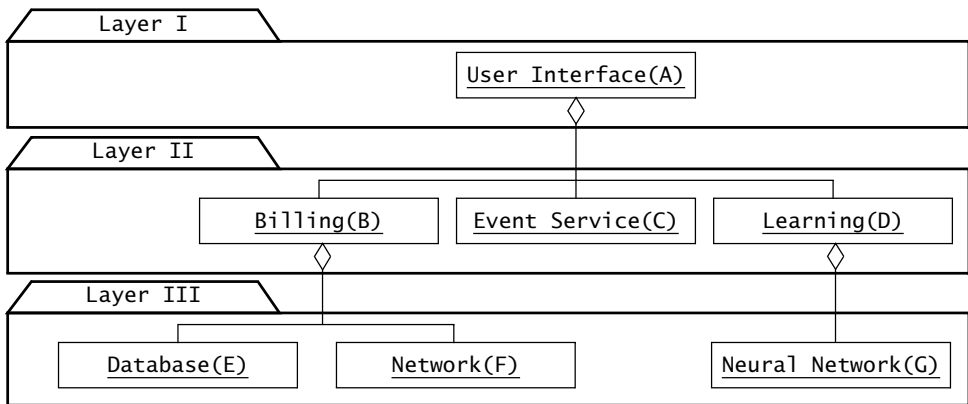 Layer I
User Interface(A)
Layer II
Billing(B)
Event Service(C)
Learning(D)
Layer III
Database(E)
Network(F)
Neural Network(G)